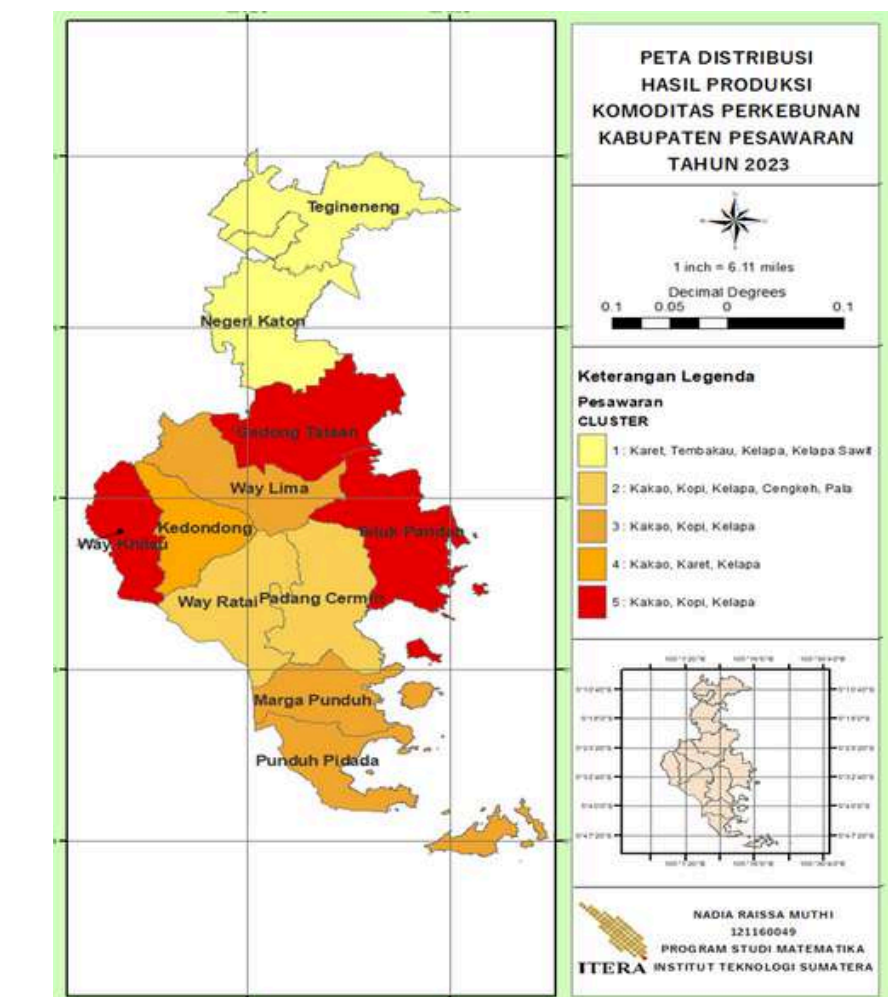 PETA DISTRIBUSI
HASIL PRODUKSI
KOMODITAS PERKEBUNAN
KABUPATEN PESAWARAN
TAHUN 2023
1 inch = 6.11 miles
Decimal Degrees
0.1 0.05 0 0.1
Keterangan Legenda
Pesawaran
CLUSTER
1 : Karet, Tembakau, Kelapa, Kelapa Sawit
2 : Kakao, Kopi, Kelapa, Cengkeh, Pala
3 : Kakao, Kopi, Kelapa
4 : Kakao, Karet, Kelapa
5 : Kakao, Kopi, Kelapa
Tegineneng
Negeri Katon
Gedong Tataan
Way Lima
Kedondong
Teluk Pandan
Way Khilau
Way Ratai
Padang Cermin
Marga Punduh
Punduh Pidada
NADIA RAISSA MUTHI
121160049
PROGRAM STUDI MATEMATIKA
ITERA INSTITUT TEKNOLOGI SUMATERA